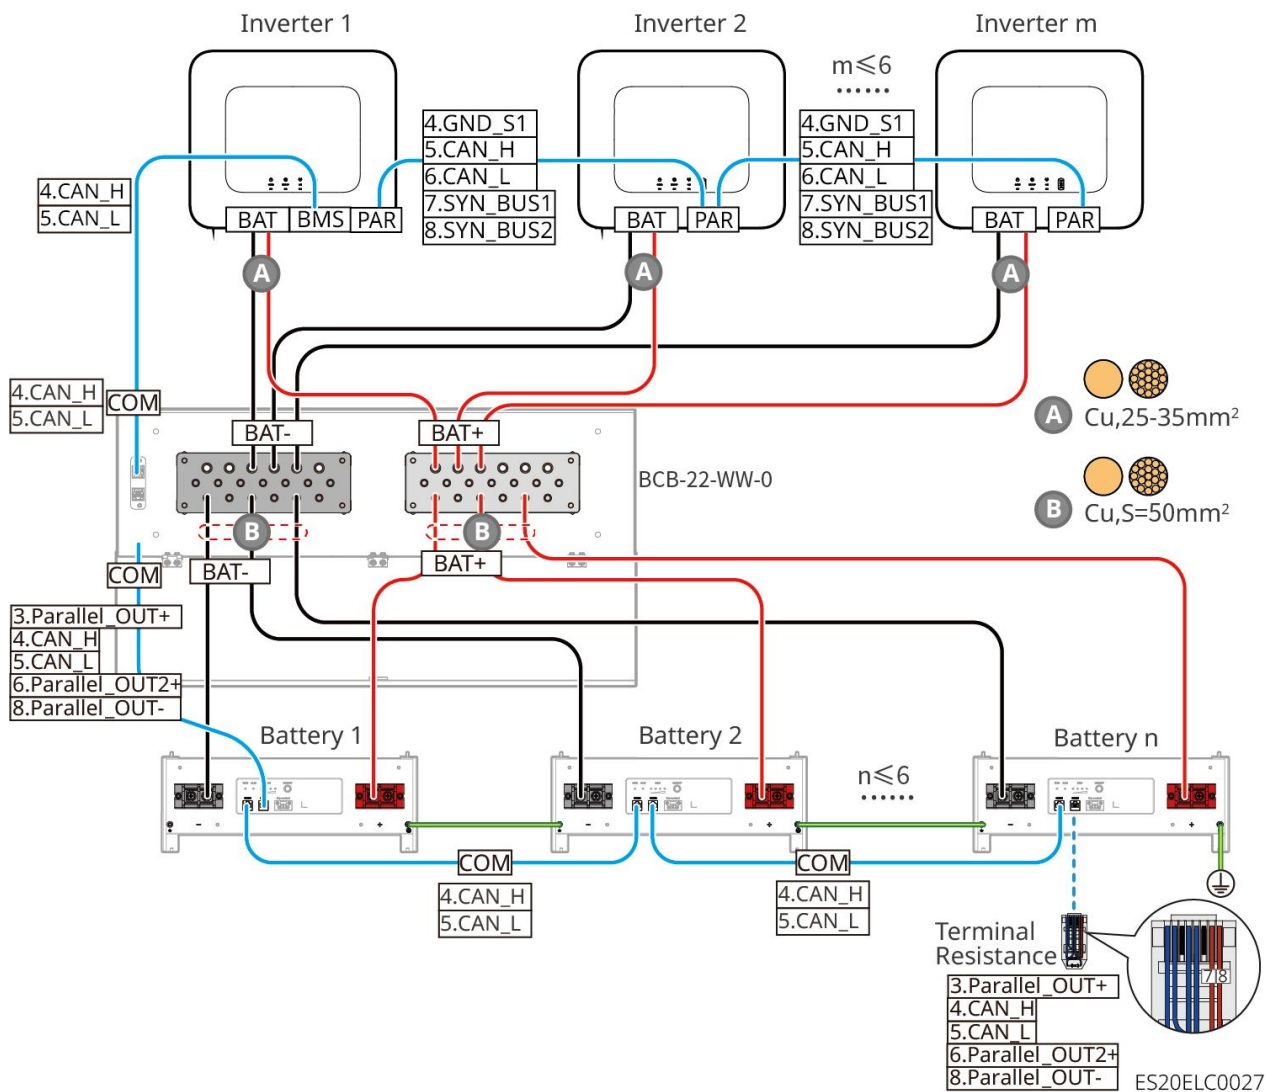 Inverter 1
Inverter 2
Inverter m
m≤6
......
4.GND_S1
5.CAN_H
6.CAN_L
7.SYN_BUS1
8.SYN_BUS2
4.GND_S1
5.CAN_H
6.CAN_L
7.SYN_BUS1
8.SYN_BUS2
4.CAN_H
5.CAN_L
BAT
BMS
PAR
BAT
PAR
BAT
PAR
A
A
A
4.CAN_H
5.CAN_L
COM
BAT-
BAT+
A
Cu,25-35mm²
BCB-22-WW-0
B
Cu,S=50mm²
B
B
COM
BAT-
BAT+
3.Parallel_OUT+
4.CAN_H
5.CAN_L
6.Parallel_OUT2+
8.Parallel_OUT-
Battery 1
Battery 2
Battery n
n≤6
......
- +
- +
- +
COM
4.CAN_H
5.CAN_L
COM
4.CAN_H
5.CAN_L
Terminal
Resistance
7 8
3.Parallel_OUT+
4.CAN_H
5.CAN_L
6.Parallel_OUT2+
8.Parallel_OUT-
ES20ELC0027